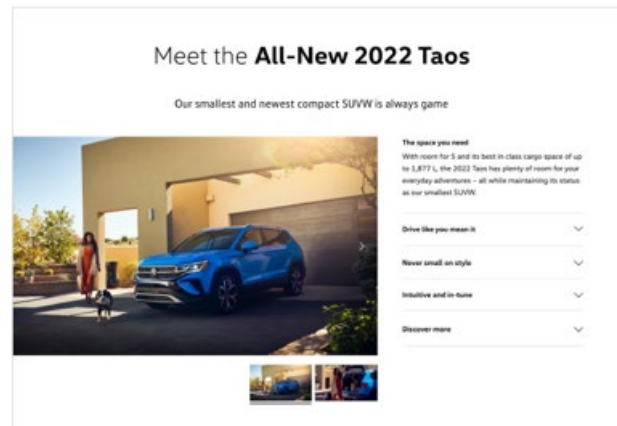 Meet the All-New 2022 Taos
Our smallest and newest compact SUVW is always game
The space you need
With room for 5 and its best in class cargo space of up
to 1,877 L, the 2022 Taos has plenty of room for your
everyday adventures – all while maintaining its status
as our smallest SUVW.
Drive like you mean it
Never small on style
Intuitive and in-tune
Discover more